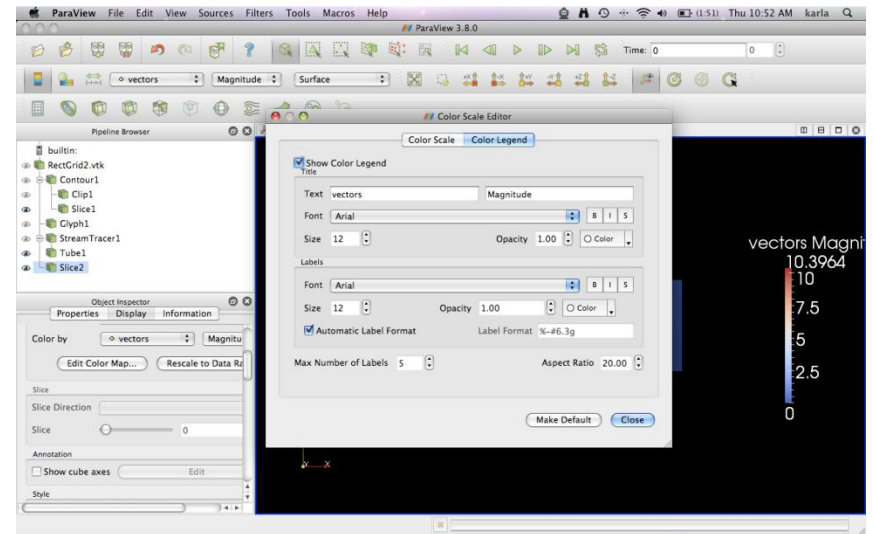 ParaView File Edit View Sources Filters Tools Macros Help (1:51) Thu 10:52 AM karla
ParaView 3.8.0
Time: 0 0
vectors Magnitude Surface
Color Scale Editor
Pipeline Browser
Color Scale Color Legend
builtin:
RectGrid2.vtk
Contour1
Clip1
Slice1
Glyph1
StreamTracer1
Tube1
Slice2
Show Color Legend
Title
Text vectors Magnitude
Font Arial B I S
Size 12 Opacity 1.00 Color
Labels
Font Arial B I S
Size 12 Opacity 1.00 Color
Automatic Label Format Label Format %-#6.3g
Max Number of Labels 5 Aspect Ratio 20.00
Make Default Close
Object Inspector
Properties Display Information
Color by vectors Magnitu
Edit Color Map... Rescale to Data Ra
Slice
Slice Direction
Slice 0
Annotation
Show cube axes Edit
Style
vectors Magni
10.3964
10
7.5
5
2.5
0
Y X